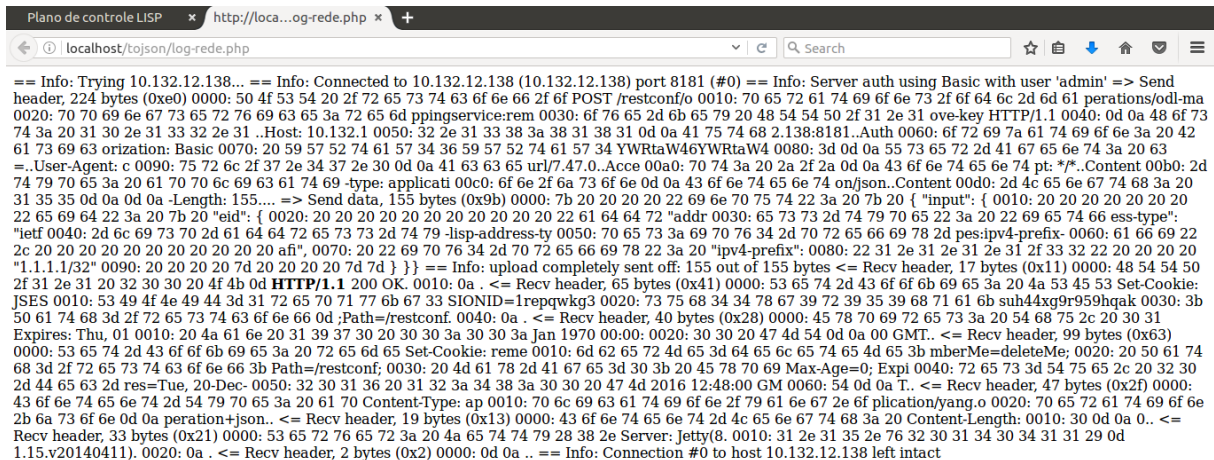 Plano de controle LISP × http://loca...og-rede.php × +
localhost/tojson/log-rede.php Search
== Info: Trying 10.132.12.138... == Info: Connected to 10.132.12.138 (10.132.12.138) port 8181 (#0) == Info: Server auth using Basic with user 'admin' => Send
header, 224 bytes (0xe0) 0000: 50 4f 53 54 20 2f 72 65 73 74 63 6f 6e 66 2f 6f POST /restconf/o 0010: 70 65 72 61 74 69 6f 6e 73 2f 6f 64 6c 2d 6d 61 perations/odl-ma
0020: 70 70 69 6e 67 73 65 72 76 69 63 65 3a 72 65 6d ppingservice:rem 0030: 6f 76 65 2d 6b 65 79 20 48 54 54 50 2f 31 2e 31 ove-key HTTP/1.1 0040: 0d 0a 48 6f 73
74 3a 20 31 30 2e 31 33 32 2e 31 ..Host: 10.132.1 0050: 32 2e 31 33 38 3a 38 31 38 31 0d 0a 41 75 74 68 2.138:8181..Auth 0060: 6f 72 69 7a 61 74 69 6f 6e 3a 20 42
61 73 69 63 orization: Basic 0070: 20 59 57 52 74 61 57 34 36 59 57 52 74 61 57 34 YWRtaW46YWRtaW4 0080: 3d 0d 0a 55 73 65 72 2d 41 67 65 6e 74 3a 20 63
=..User-Agent: c 0090: 75 72 6c 2f 37 2e 34 37 2e 30 0d 0a 41 63 63 65 url/7.47.0..Acce 00a0: 70 74 3a 20 2a 2f 2a 0d 0a 43 6f 6e 74 65 6e 74 pt: */*..Content 00b0: 2d
74 79 70 65 3a 20 61 70 70 6c 69 63 61 74 69 -type: applicati 00c0: 6f 6e 2f 6a 73 6f 6e 0d 0a 43 6f 6e 74 65 6e 74 on/json..Content 00d0: 2d 4c 65 6e 67 74 68 3a 20
31 35 35 0d 0a 0d 0a -Length: 155.... => Send data, 155 bytes (0x9b) 0000: 7b 20 20 20 20 22 69 6e 70 75 74 22 3a 20 7b 20 { "input": { 0010: 20 20 20 20 20 20 20
22 65 69 64 22 3a 20 7b 20 "eid": { 0020: 20 20 20 20 20 20 20 20 20 20 20 22 61 64 64 72 "addr 0030: 65 73 73 2d 74 79 70 65 22 3a 20 22 69 65 74 66 ess-type":
"ietf 0040: 2d 6c 69 73 70 2d 61 64 64 72 65 73 73 2d 74 79 -lisp-address-ty 0050: 70 65 73 3a 69 70 76 34 2d 70 72 65 66 69 78 2d pes:ipv4-prefix- 0060: 61 66 69 22
2c 20 20 20 20 20 20 20 20 20 20 20 afi", 0070: 20 22 69 70 76 34 2d 70 72 65 66 69 78 22 3a 20 "ipv4-prefix": 0080: 22 31 2e 31 2e 31 2e 31 2f 33 32 22 20 20 20 20
"1.1.1.1/32" 0090: 20 20 20 20 7d 20 20 20 20 7d 7d } }} == Info: upload completely sent off: 155 out of 155 bytes <= Recv header, 17 bytes (0x11) 0000: 48 54 54 50
2f 31 2e 31 20 32 30 30 20 4f 4b 0d HTTP/1.1 200 OK. 0010: 0a . <= Recv header, 65 bytes (0x41) 0000: 53 65 74 2d 43 6f 6f 6b 69 65 3a 20 4a 53 45 53 Set-Cookie:
JSES 0010: 53 49 4f 4e 49 44 3d 31 72 65 70 71 77 6b 67 33 SIONID=1repqwkg3 0020: 73 75 68 34 34 78 67 39 72 39 35 39 68 71 61 6b suh44xg9r959hqak 0030: 3b
50 61 74 68 3d 2f 72 65 73 74 63 6f 6e 66 0d ;Path=/restconf. 0040: 0a . <= Recv header, 40 bytes (0x28) 0000: 45 78 70 69 72 65 73 3a 20 54 68 75 2c 20 30 31
Expires: Thu, 01 0010: 20 4a 61 6e 20 31 39 37 30 20 30 30 3a 30 30 3a Jan 1970 00:00: 0020: 30 30 20 47 4d 54 0d 0a 00 GMT.. <= Recv header, 99 bytes (0x63)
0000: 53 65 74 2d 43 6f 6f 6b 69 65 3a 20 72 65 6d 65 Set-Cookie: reme 0010: 6d 62 65 72 4d 65 3d 64 65 6c 65 74 65 4d 65 3b mberMe=deleteMe; 0020: 20 50 61 74
68 3d 2f 72 65 73 74 63 6f 6e 66 3b Path=/restconf; 0030: 20 4d 61 78 2d 41 67 65 3d 30 3b 20 45 78 70 69 Max-Age=0; Expi 0040: 72 65 73 3d 54 75 65 2c 20 32 30
2d 44 65 63 2d res=Tue, 20-Dec- 0050: 32 30 31 36 20 31 32 3a 34 38 3a 30 30 20 47 4d 2016 12:48:00 GM 0060: 54 0d 0a T.. <= Recv header, 47 bytes (0x2f) 0000:
43 6f 6e 74 65 6e 74 2d 54 79 70 65 3a 20 61 70 Content-Type: ap 0010: 70 6c 69 63 61 74 69 6f 6e 2f 79 61 6e 67 2e 6f plication/yang.o 0020: 70 65 72 61 74 69 6f 6e
2b 6a 73 6f 6e 0d 0a peration+json.. <= Recv header, 19 bytes (0x13) 0000: 43 6f 6e 74 65 6e 74 2d 4c 65 6e 67 74 68 3a 20 Content-Length: 0010: 30 0d 0a 0.. <=
Recv header, 33 bytes (0x21) 0000: 53 65 72 76 65 72 3a 20 4a 65 74 74 79 28 38 2e Server: Jetty(8. 0010: 31 2e 31 35 2e 76 32 30 31 34 30 34 31 31 29 0d
1.15.v20140411). 0020: 0a . <= Recv header, 2 bytes (0x2) 0000: 0d 0a .. == Info: Connection #0 to host 10.132.12.138 left intact